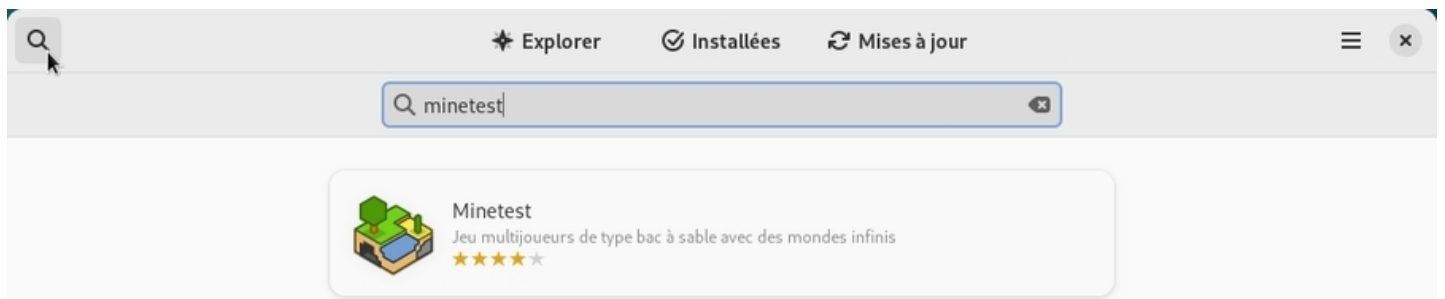 Explorer Installées Mises à jour
minetest
Minetest
Jeu multijoueurs de type bac à sable avec des mondes infinis